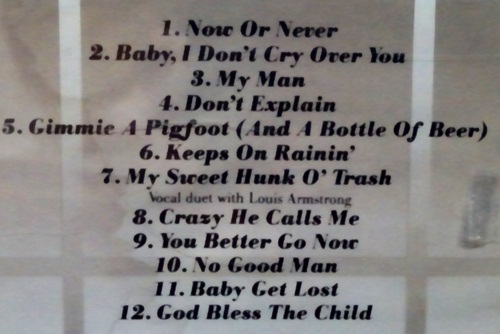 1. Now Or Never
2. Baby, I Don't Cry Over You
3. My Man
4. Don't Explain
5. Gimmie A Pigfoot (And A Bottle Of Beer)
6. Keeps On Rainin'
7. My Sweet Hunk O' Trash
Vocal duet with Louis Armstrong
8. Crazy He Calls Me
9. You Better Go Now
10. No Good Man
11. Baby Get Lost
12. God Bless The Child